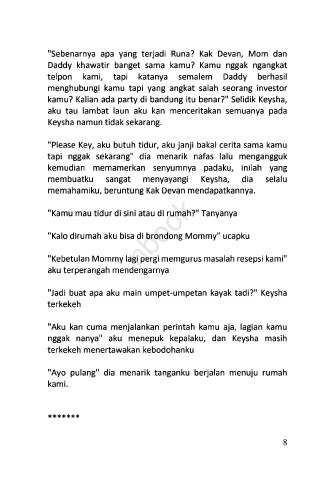 "Sebenarnya apa yang terjadi Runa? Kak Devan, Mom dan
Daddy khawatir banget sama kamu? Kamu nggak ngangkat
telpon kami, tapi katanya semalem Daddy berhasil
menghubungi kamu tapi yang angkat salah seorang investor
kamu? Kalian ada party di bandung itu benar?" Selidik Keysha,
aku tau lambat laun aku kan menceritakan semuanya pada
Keysha namun tidak sekarang.
"Please Key, aku butuh tidur, aku janji bakal cerita sama kamu
tapi nggak sekarang" dia menarik nafas lalu mengangguk
kemudian memamerkan senyumnya padaku, inilah yang
membuatku sangat menyayangi Keysha, dia selalu
memahamiku, beruntung Kak Devan mendapatkannya.
"Kamu mau tidur di sini atau di rumah?" Tanyanya
"Kalo dirumah aku bisa di brondong Mommy" ucapku
"Kebetulan Mommy lagi pergi memgurus masalah resepsi kami"
aku terperangah mendengarnya
"Jadi buat apa aku main umpet-umpetan kayak tadi?" Keysha
terkekeh
"Aku kan cuma menjalankan perintah kamu aja, lagian kamu
nggak nanya" aku menepuk kepalaku, dan Keysha masih
terkekeh menertawakan kebodohanku
"Ayo pulang" dia menarik tanganku berjalan menuju rumah
kami.
*******
8